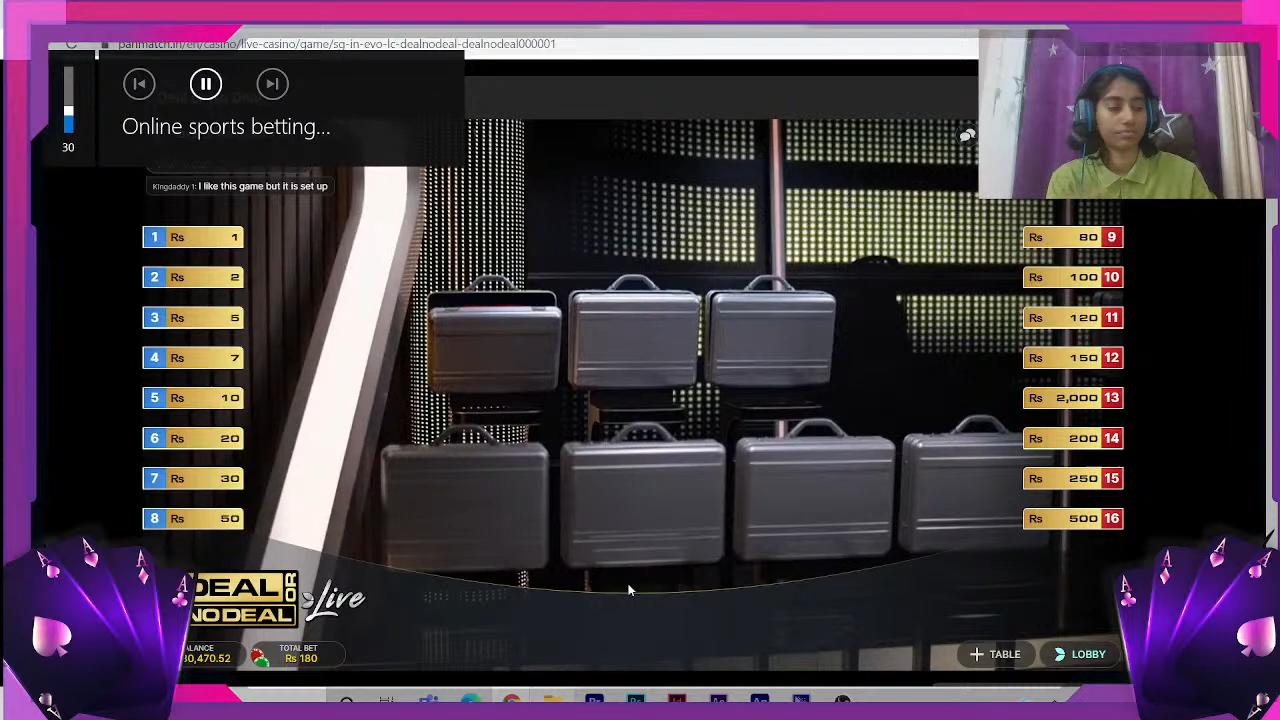 parimatch.in/en/casino/live-casino/game/sg-in-evo-lc-dealnodeal-dealnodeal000001
Online sports betting...
30
Kingdaddy 1: I like this game but it is set up
1 Rs 1
2 Rs 2
3 Rs 5
4 Rs 7
5 Rs 10
6 Rs 20
7 Rs 30
8 Rs 50
Rs 80 9
Rs 100 10
Rs 120 11
Rs 150 12
Rs 2,000 13
Rs 200 14
Rs 250 15
Rs 500 16
DEAL OR
NO DEAL
Live
ALANCE
30,470.52
TOTAL BET
Rs 180
+ TABLE
LOBBY
A
A
A
A
A
A
A
A